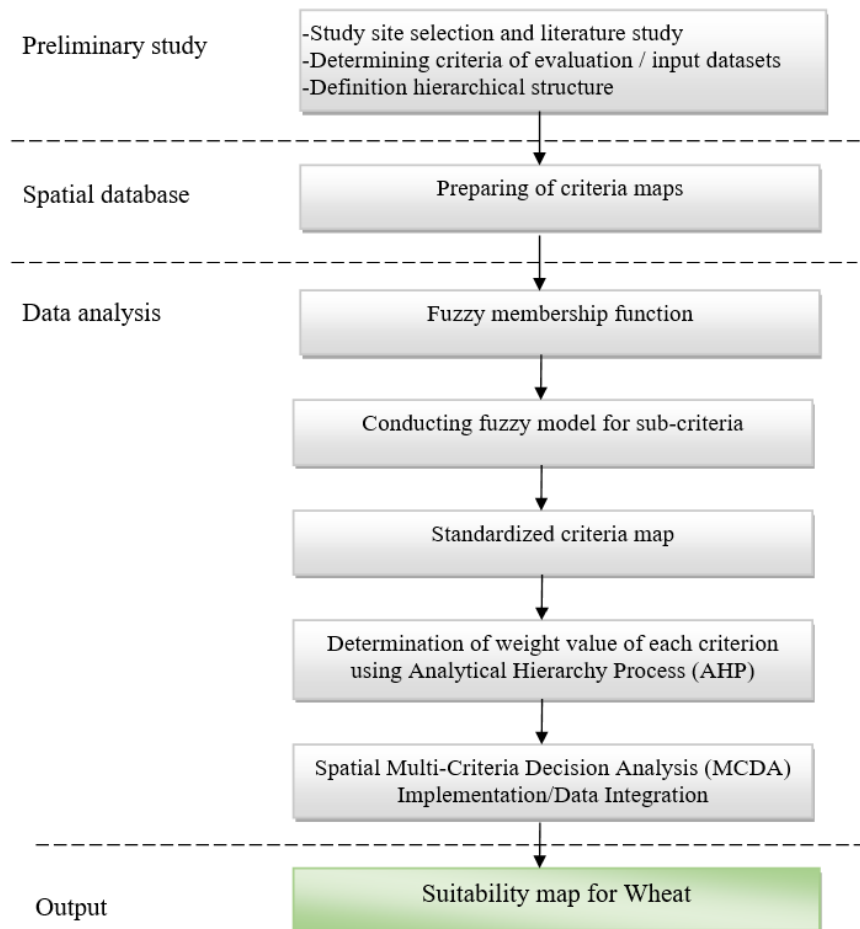 Preliminary study
-Study site selection and literature study
-Determining criteria of evaluation / input datasets
-Definition hierarchical structure
Spatial database
Preparing of criteria maps
Data analysis
Fuzzy membership function
Conducting fuzzy model for sub-criteria
Standardized criteria map
Determination of weight value of each criterion
using Analytical Hierarchy Process (AHP)
Spatial Multi-Criteria Decision Analysis (MCDA)
Implementation/Data Integration
Output
Suitability map for Wheat